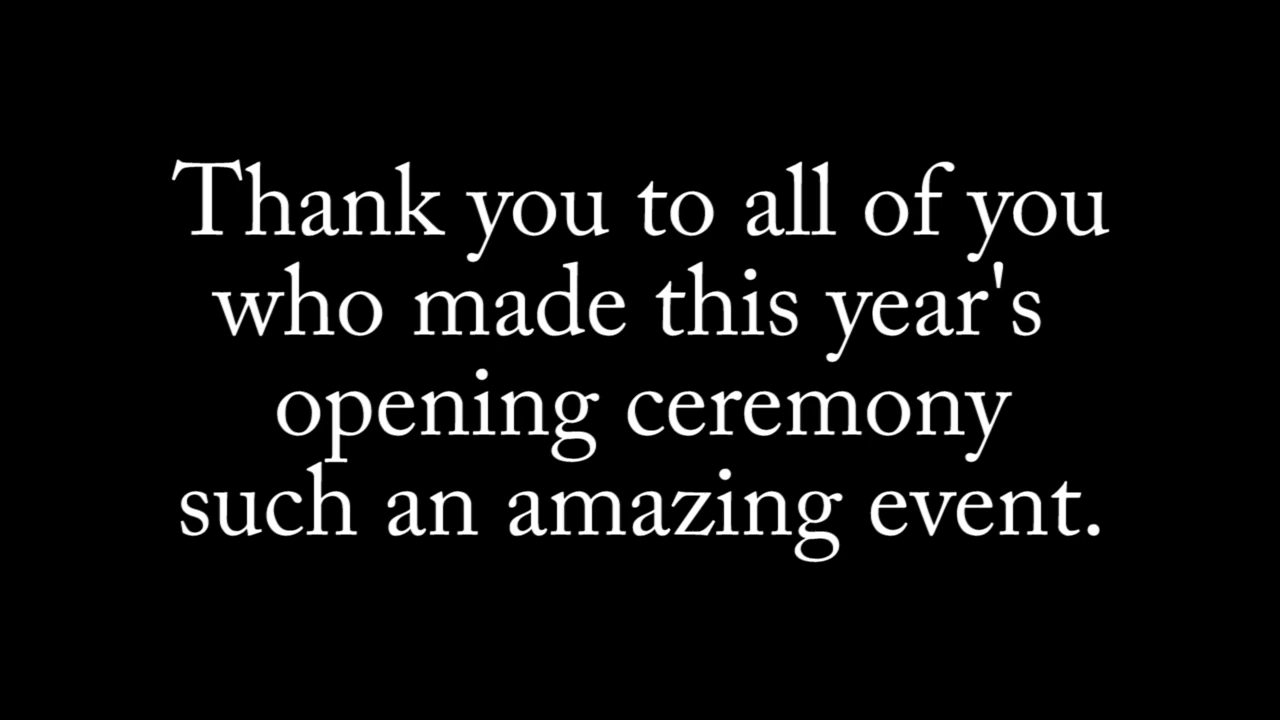 Thank you to all of you
who made this year's
opening ceremony
such an amazing event.